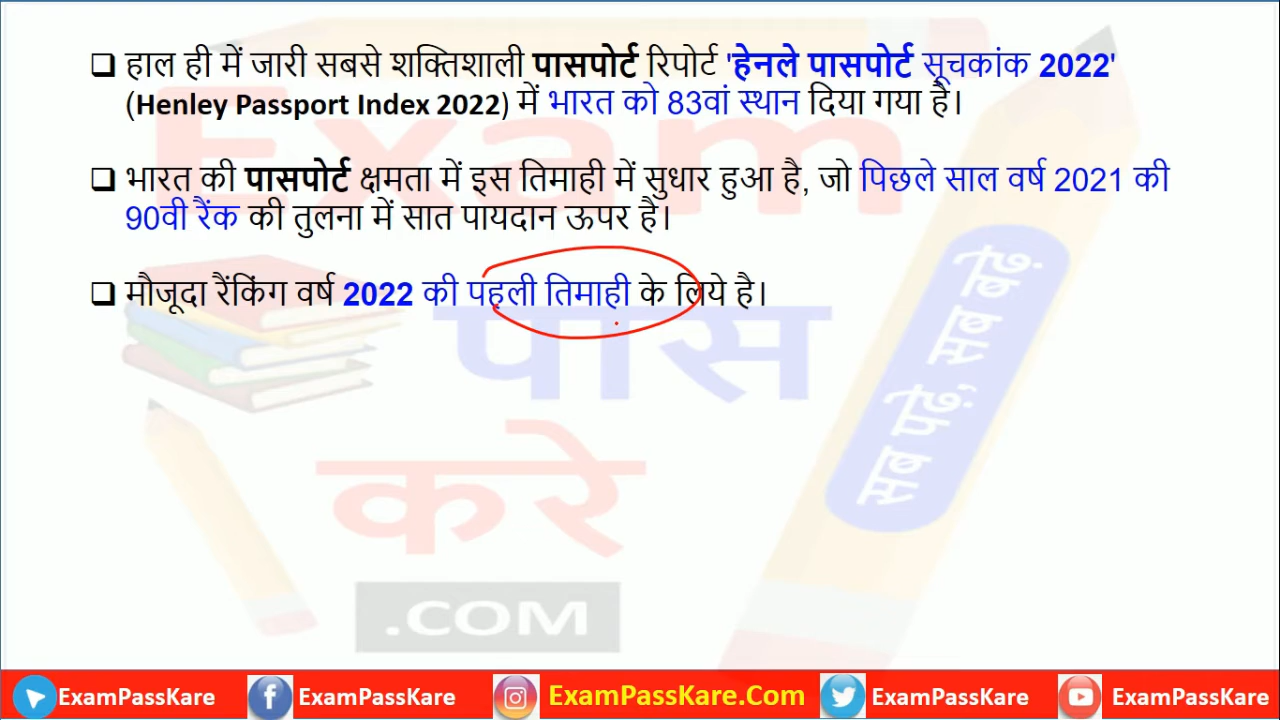 हाल ही में जारी सबसे शक्तिशाली पासपोर्ट रिपोर्ट 'हेनले पासपोर्ट सूचकांक 2022'
(Henley Passport Index 2022) में भारत को 83वां स्थान दिया गया है।
भारत की पासपोर्ट क्षमता में इस तिमाही में सुधार हुआ है, जो पिछले साल वर्ष 2021 की
90वी रैंक की तुलना में सात पायदान ऊपर है।
मौजूदा रैंकिंग वर्ष 2022 की पहली तिमाही के लिये है।
Exam
पास
करे
.COM
सब पढ़ें, सब बढ़ें
ExamPassKare
ExamPassKare
ExamPassKare.Com
ExamPassKare
ExamPassKare